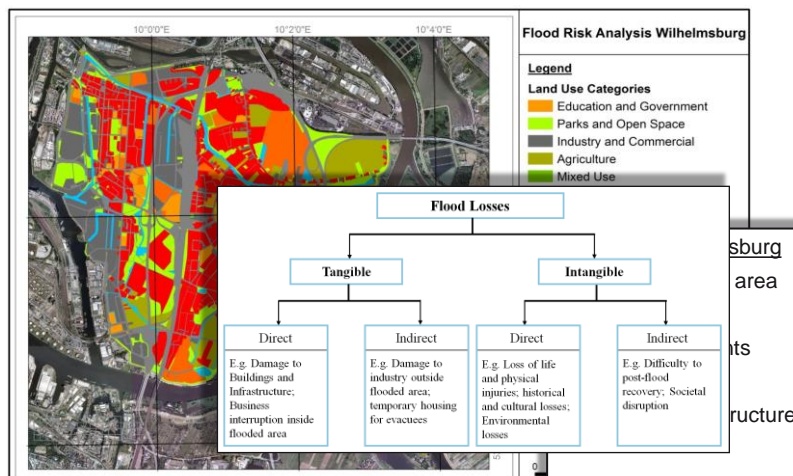 10°0'0"E 10°2'0"E 10°4'0"E
Flood Risk Analysis Wilhelmsburg
Legend
Land Use Categories
Education and Government
Parks and Open Space
Industry and Commercial
Agriculture
Mixed Use
Flood Losses
Tangible
Intangible
Direct
E.g. Damage to
Buildings and
Infrastructure;
Business
interruption inside
flooded area
Indirect
E.g. Damage to
industry outside
flooded area;
temporary housing
for evacuees
Direct
E.g. Loss of life
and physical
injuries; historical
and cultural losses;
Environmental
losses
Indirect
E.g. Difficulty to
post-flood
recovery; Societal
disruption
sburg
area
nts
ructure
0